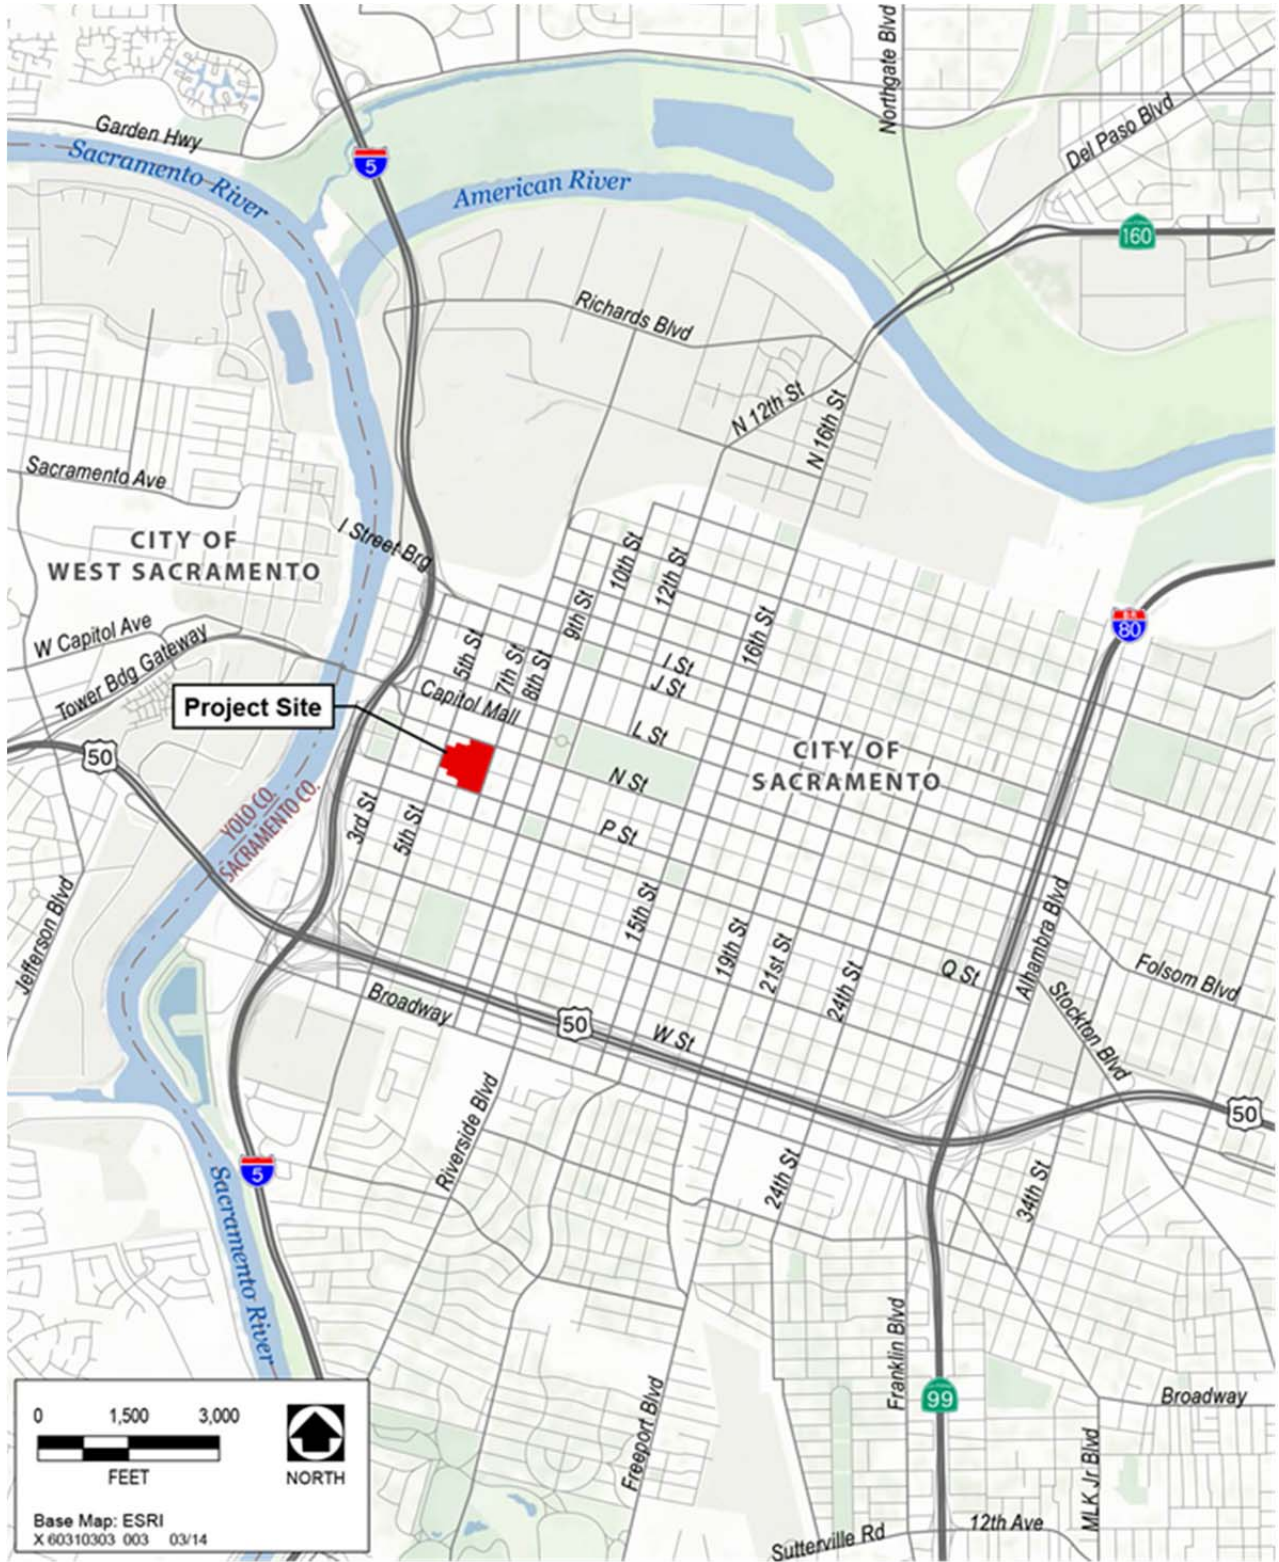 Northgate Blvd
Garden Hwy
Sacramento River
5
American River
Del Paso Blvd
160
Richards Blvd
N 12th St
N 16th St
Sacramento Ave
I Street Brg
CITY OF
WEST SACRAMENTO
10th St
12th St
9th St
16th St
80
W Capitol Ave
Tower Bdg Gateway
5th St
7th St
8th St
I St
J St
Capitol Mall
Project Site
L St
CITY OF
SACRAMENTO
50
N St
YOLO CO.
SACRAMENTO CO.
3rd St
5th St
P St
Jefferson Blvd
15th St
19th St
21st St
24th St
Q St
Alhambra Blvd
Folsom Blvd
Stockton Blvd
Broadway
50
W St
Riverside Blvd
50
5
24th St
34th St
Sacramento River
Franklin Blvd
99
Broadway
Freeport Blvd
MLK Jr Blvd
12th Ave
Sutterville Rd
0 1,500 3,000
FEET
NORTH
Base Map: ESRI
X 60310303 003 03/14